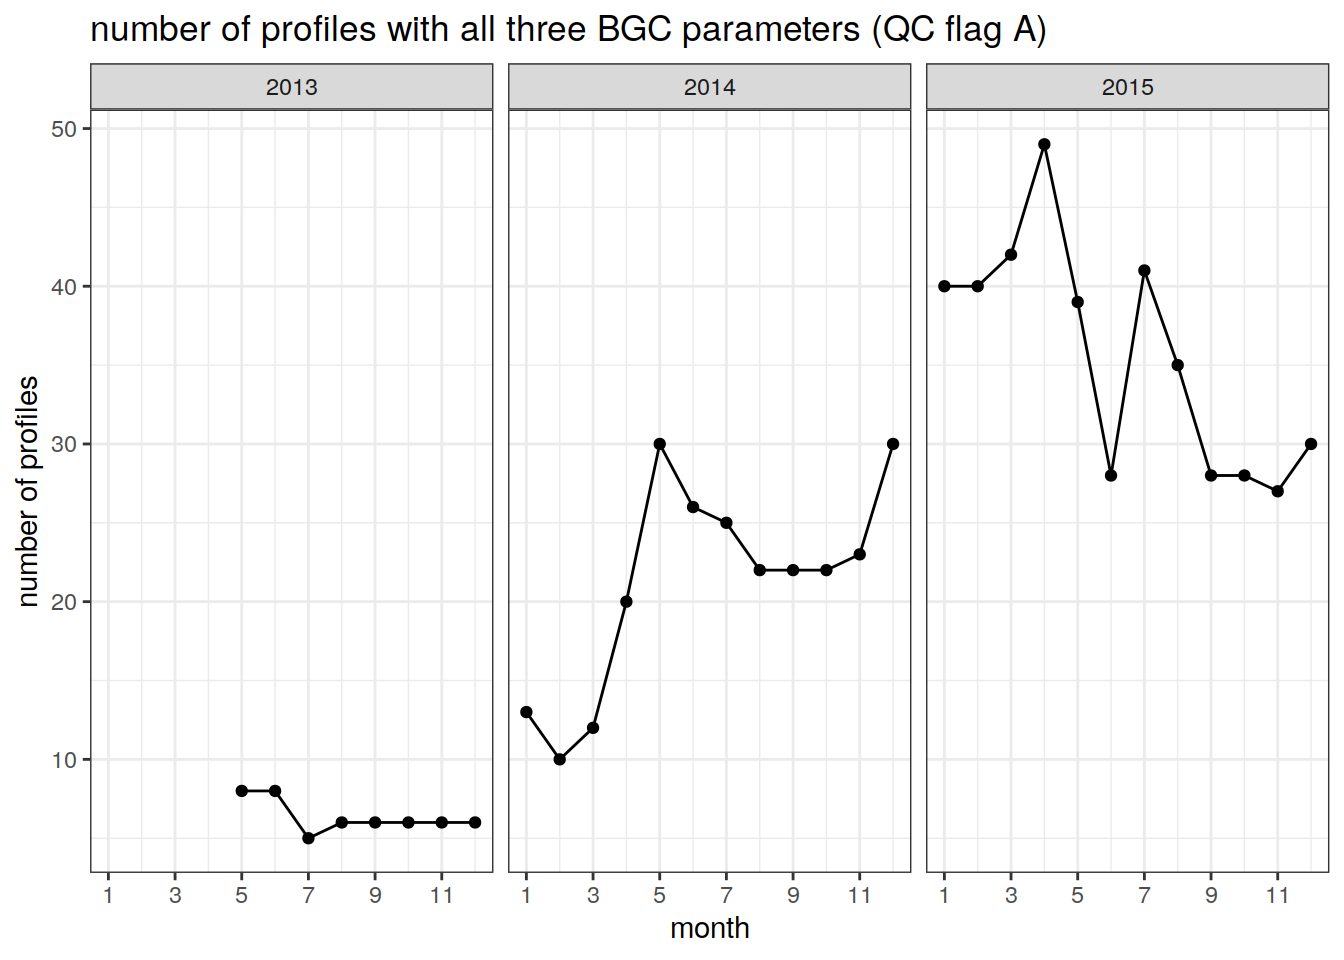 number of profiles with all three BGC parameters (QC flag A)
2013 2014 2015
50
40
30
20
10
number of profiles
1 3 5 7 9 11 1 3 5 7 9 11 1 3 5 7 9 11
month